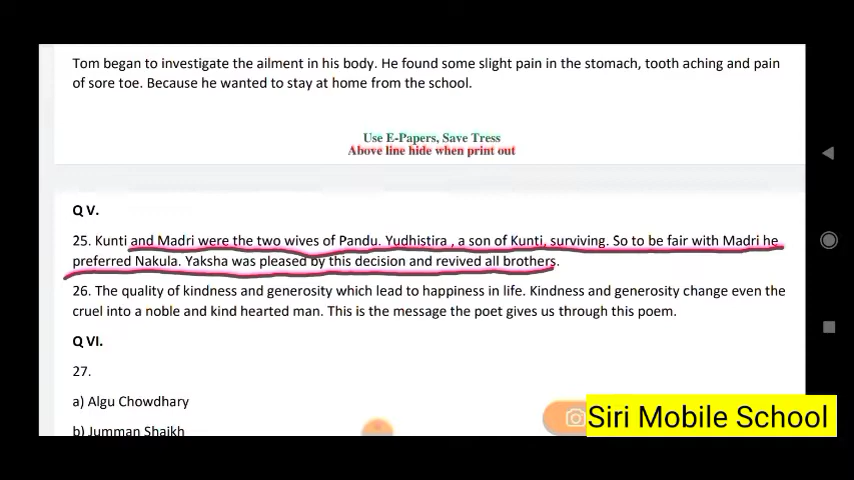 Tom began to investigate the ailment in his body. He found some slight pain in the stomach, tooth aching and pain
of sore toe. Because he wanted to stay at home from the school.
Use E-Papers, Save Tress
Above line hide when print out
Q V.
25. Kunti and Madri were the two wives of Pandu. Yudhistira , a son of Kunti, surviving. So to be fair with Madri he
preferred Nakula. Yaksha was pleased by this decision and revived all brothers.
26. The quality of kindness and generosity which lead to happiness in life. Kindness and generosity change even the
cruel into a noble and kind hearted man. This is the message the poet gives us through this poem.
Q VI.
27.
a) Algu Chowdhary
b) Jumman Shaikh
Siri Mobile School